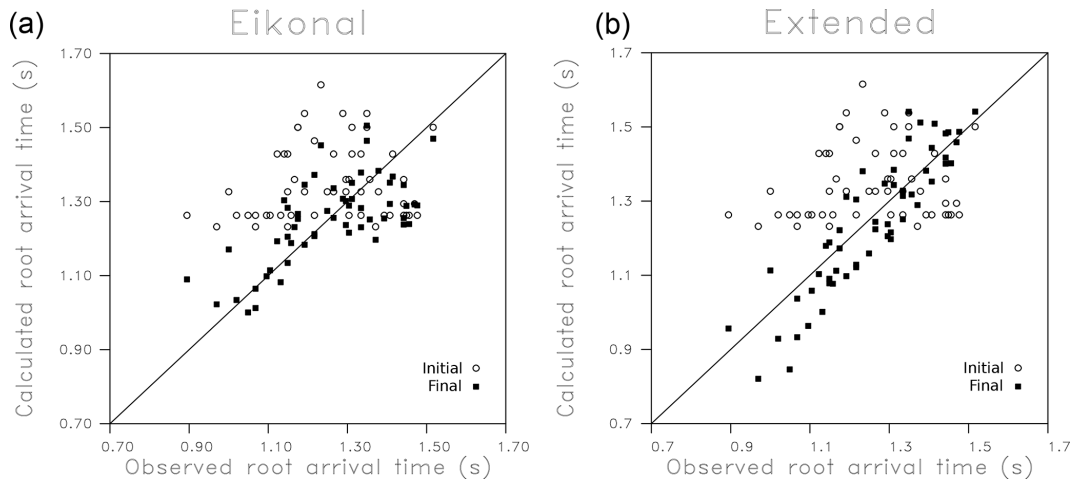 (a)
Eikonal
Calculated root arrival time (s)
1.70
1.50
1.30
1.10
0.90
0.70
0.70
0.90
1.10
1.30
1.50
1.70
Observed root arrival time (s)
Initial
Final
(b)
Extended
Calculated root arrival time (s)
1.7
1.5
1.3
1.1
0.9
0.7
0.7
0.9
1.1
1.3
1.5
1.7
Observed root arrival time (s)
Initial
Final